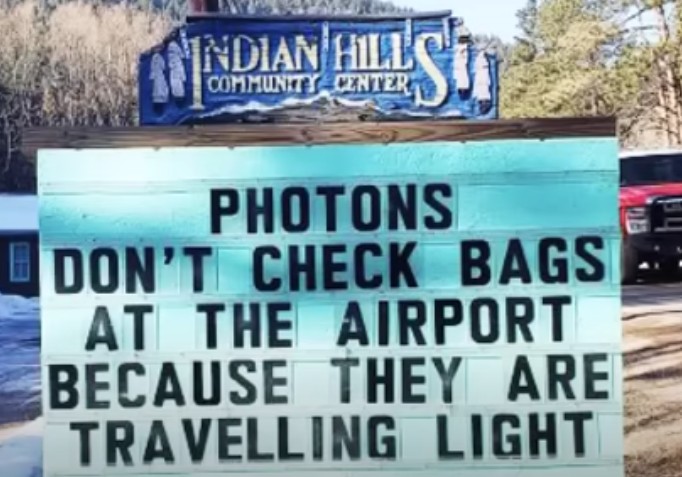 INDIAN HILLS
COMMUNITY CENTER
PHOTONS
DON'T CHECK BAGS
AT THE AIRPORT
BECAUSE THEY ARE
TRAVELLING LIGHT